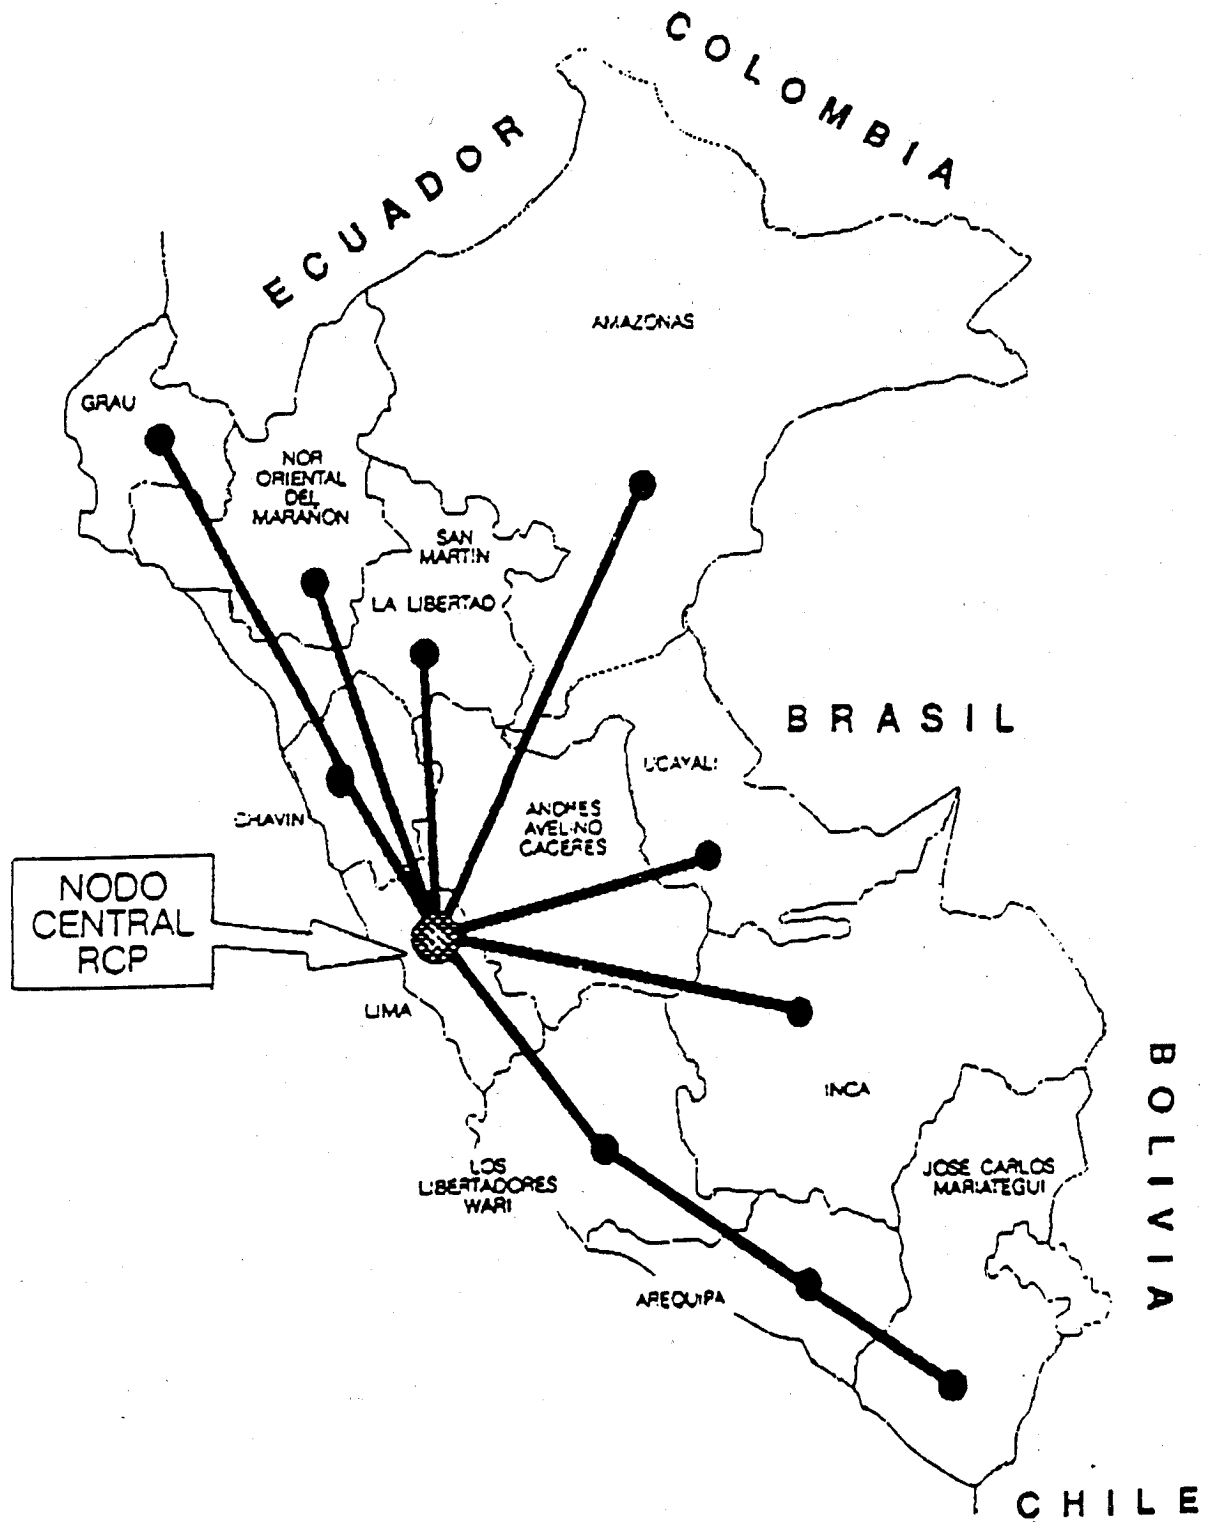 COLOMBIA
ECUADOR
AMAZONAS
GRAU
NOR
ORIENTAL
DEL
MARAÑON
SAN
MARTIN
LA LIBERTAD
BRASIL
UCAYALI
CHAVIN
ANDRES
AVELINO
CACERES
NODO
CENTRAL
RCP
LIMA
INCA
BOLIVIA
JOSE CARLOS
MARIATEGUI
LOS
LIBERTADORES
WARI
AREQUIPA
CHILE